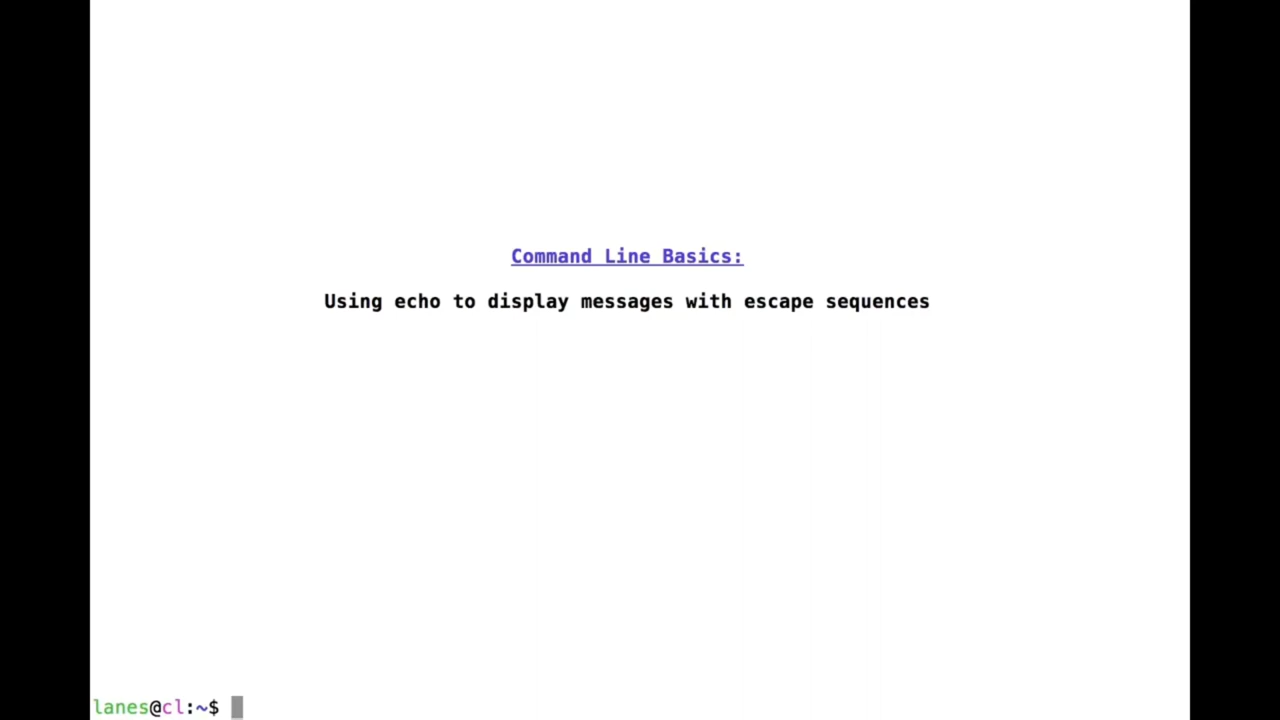 Command Line Basics:
Using echo to display messages with escape sequences
lanes@cl:~$